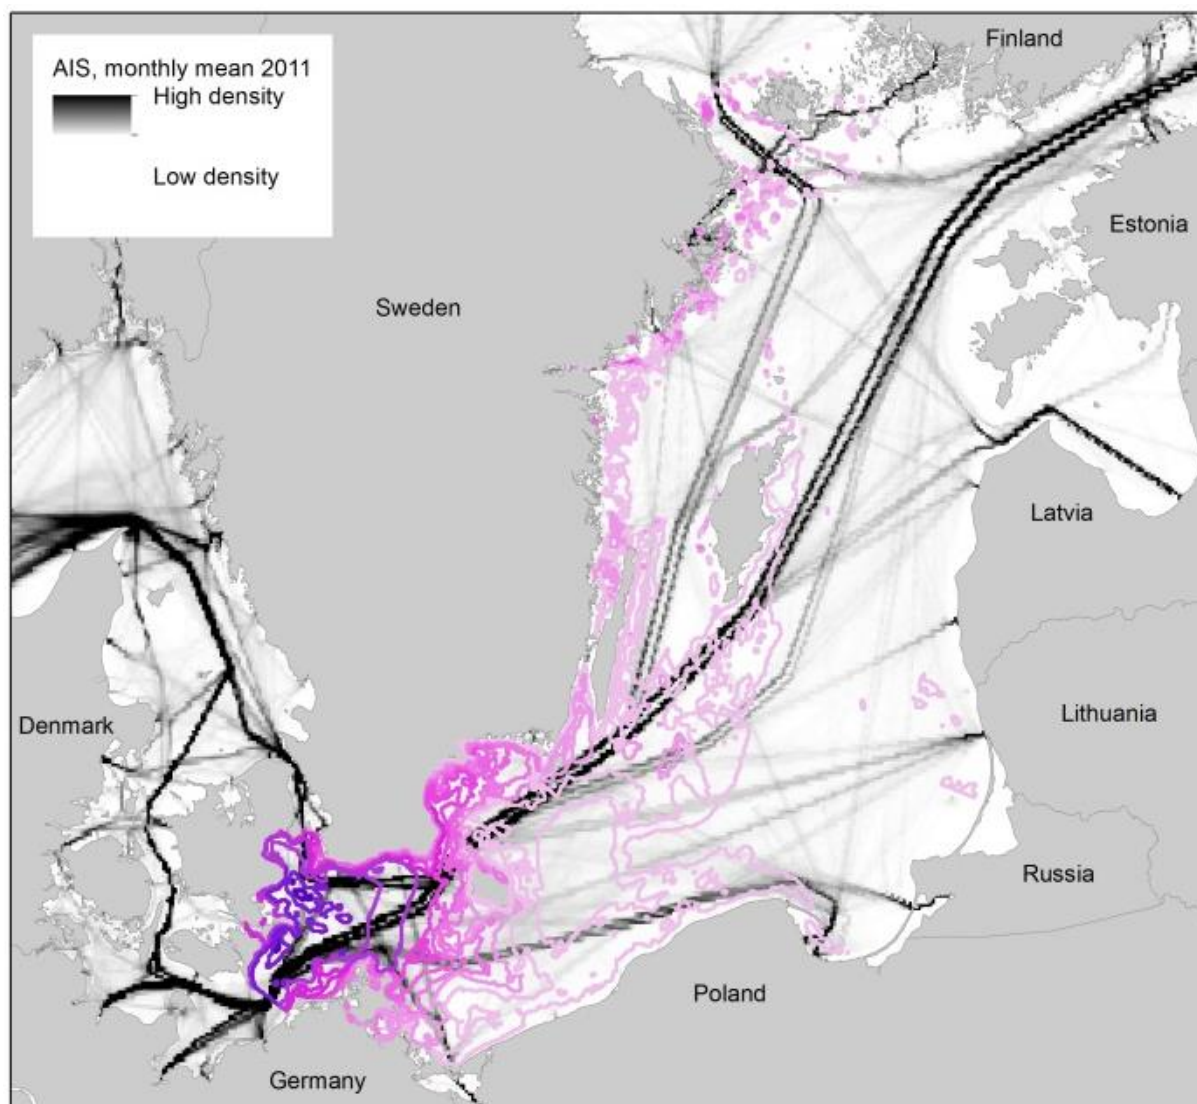 Finland
AIS, monthly mean 2011
High density
Low density
Estonia
Sweden
Latvia
Denmark
Lithuania
Russia
Poland
Germany